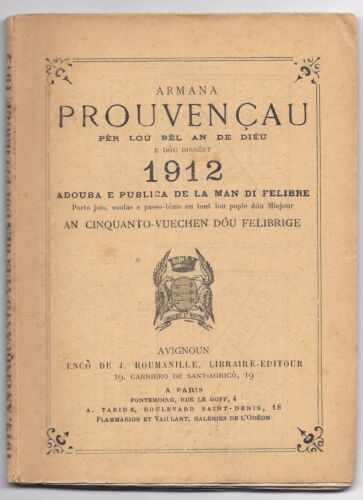 ARMANA
PROUVENÇAU
PÈR LOU BÈL AN DE DIÉU
E DÓU BISSÈST
1912
ADOUBA E PUBLICA DE LA MAN DI FELIBRE
Porto joio, soulas e passo-tèms en tout lou pople dóu Miejour
AN CINQUANTO-VUECHEN DÓU FELIBRIGE
AVIGNOUN
ENCÒ DE J. ROUMANILLE, LIBRAIRE-EDITOUR
19, CARRIERO DE SANT-AGRICÒ, 19
A PARIS
FONTEMOING, RUE LE GOFF, 4
A. TARIDE, BOULEVARD SAINT-DENIS, 18
FLAMMARION ET VAILLANT, GALERIES DE L'ODÉON